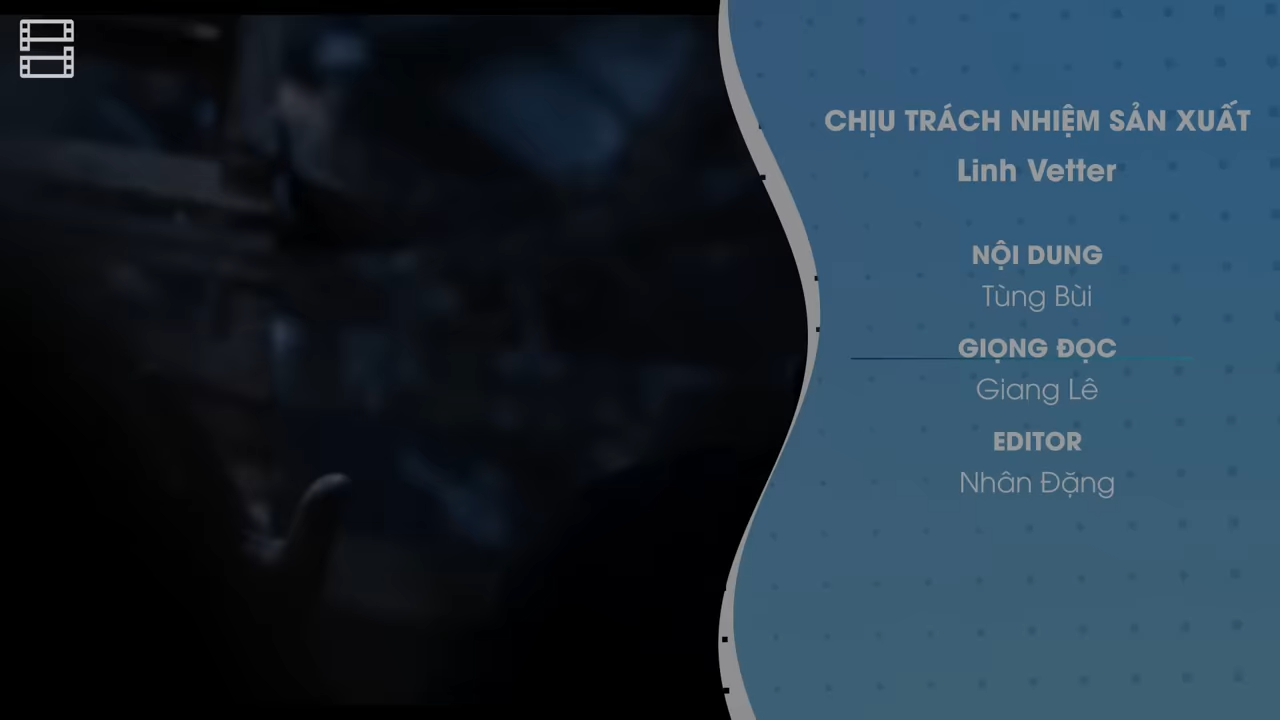 CHỊU TRÁCH NHIỆM SẢN XUẤT
Linh Vetter
NỘI DUNG
Tùng Bùi
GIỌNG ĐỌC
Giang Lê
EDITOR
Nhân Đặng